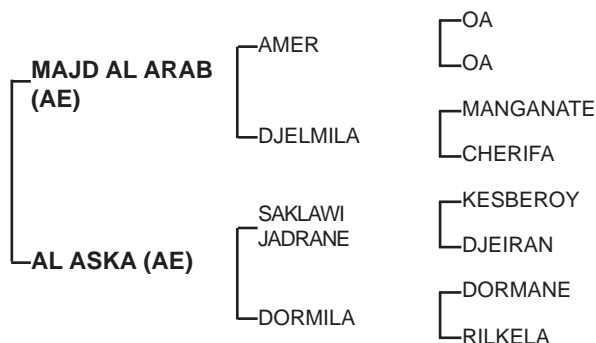 MAJD AL ARAB
(AE)
AMER
OA
OA
DJELMILA
MANGANATE
CHERIFA
AL ASKA (AE)
SAKLAWI
JADRANE
KESBEROY
DJEIRAN
DORMILA
DORMANE
RILKELA